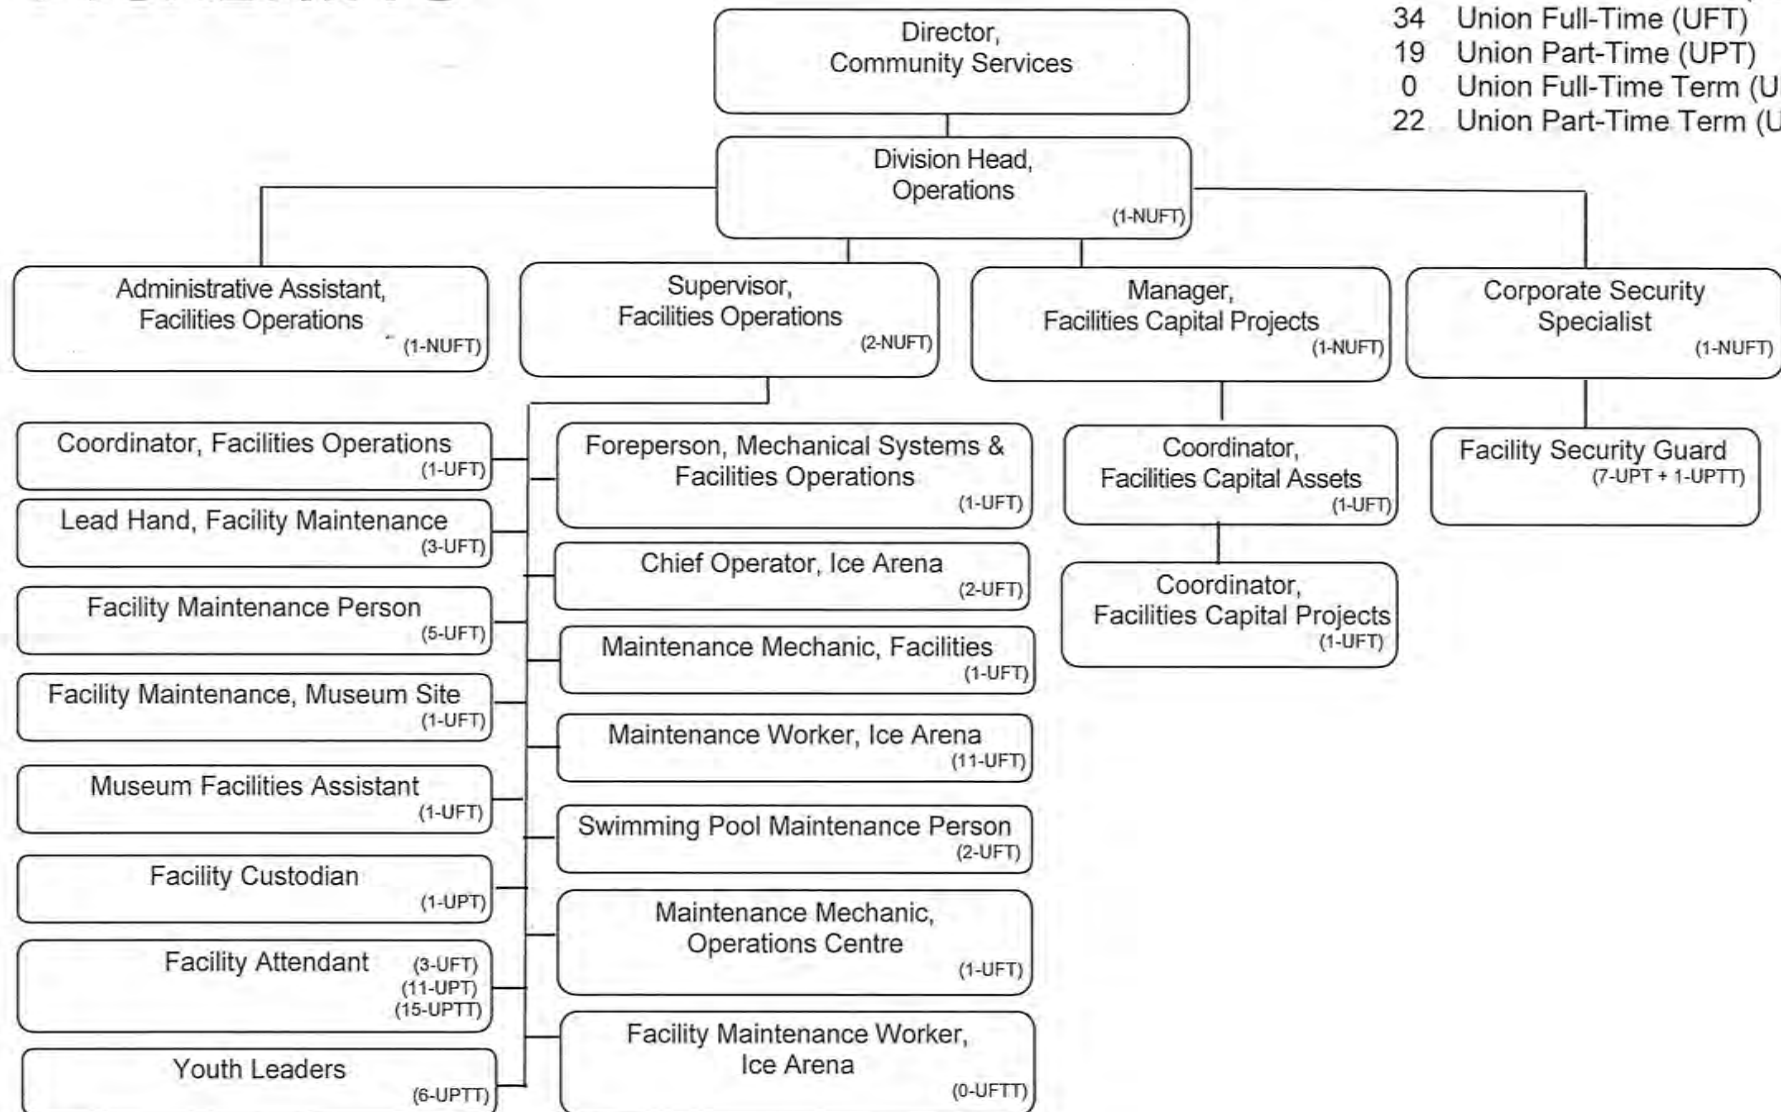 34 Union Full-Time (UFT)
19 Union Part-Time (UPT)
0 Union Full-Time Term
22 Union Part-Time Term
Director,
Community Services
Division Head,
Operations
(1-NUFT)
Administrative Assistant,
Facilities Operations
(1-NUFT)
Supervisor,
Facilities Operations
(2-NUFT)
Manager,
Facilities Capital Projects
(1-NUFT)
Corporate Security
Specialist
(1-NUFT)
Coordinator, Facilities Operations
(1-UFT)
Lead Hand, Facility Maintenance
(3-UFT)
Facility Maintenance Person
(5-UFT)
Facility Maintenance, Museum Site
(1-UFT)
Museum Facilities Assistant
(1-UFT)
Facility Custodian
(1-UPT)
Facility Attendant (3-UFT)
(11-UPT)
(15-UPTT)
Youth Leaders
(6-UPTT)
Foreperson, Mechanical Systems &
Facilities Operations
(1-UFT)
Chief Operator, Ice Arena
(2-UFT)
Maintenance Mechanic, Facilities
(1-UFT)
Maintenance Worker, Ice Arena
(11-UFT)
Swimming Pool Maintenance Person
(2-UFT)
Maintenance Mechanic,
Operations Centre
(1-UFT)
Facility Maintenance Worker,
Ice Arena
(0-UFTT)
Coordinator,
Facilities Capital Assets
(1-UFT)
Coordinator,
Facilities Capital Projects
(1-UFT)
Facility Security Guard
(7-UPT + 1-UPTT)